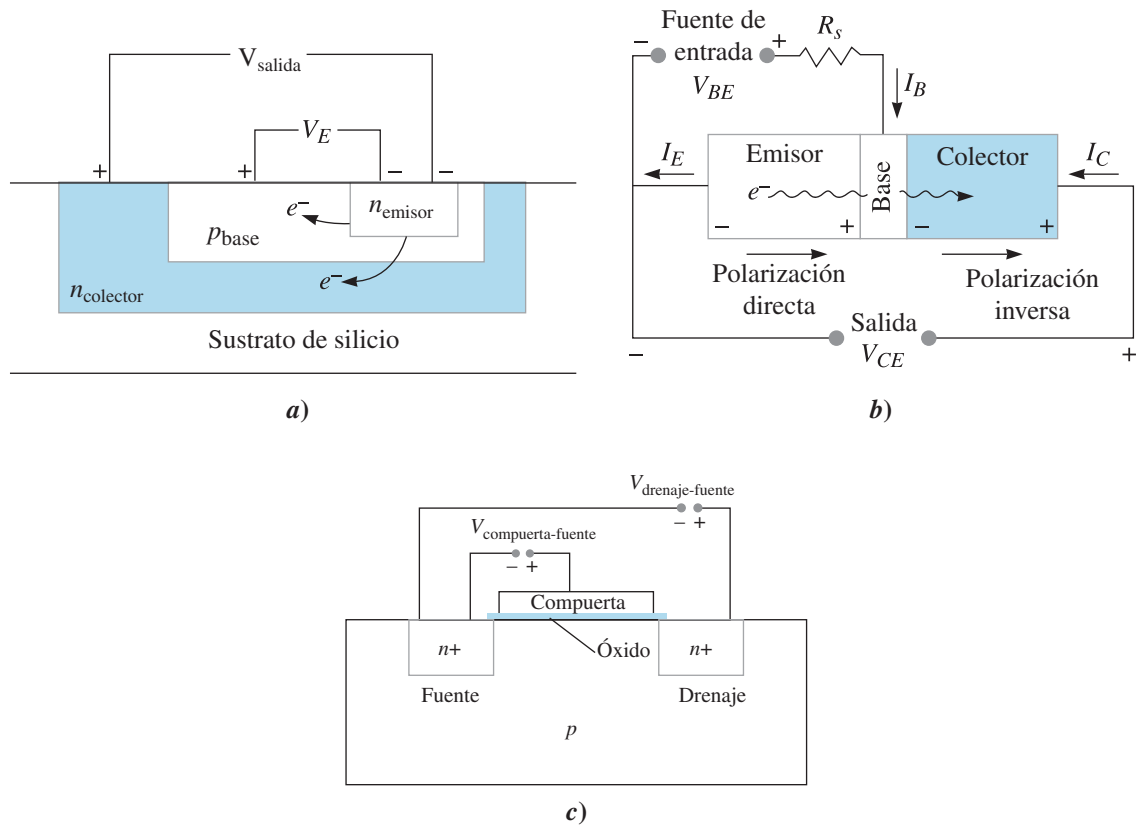 V_salida
V_E
+ + − −
e⁻ n_emisor
p_base
e⁻
n_colector
Sustrato de silicio
a)
Fuente de
entrada
− +
V_BE
R_s
I_B
I_E
Emisor
Base
Colector
I_C
e⁻
− + − +
Polarización
directa
Polarización
inversa
Salida
V_CE
− +
b)
V_drenaje-fuente
− +
V_compuerta-fuente
− +
Compuerta
n+
Óxido
n+
Fuente
Drenaje
p
c)